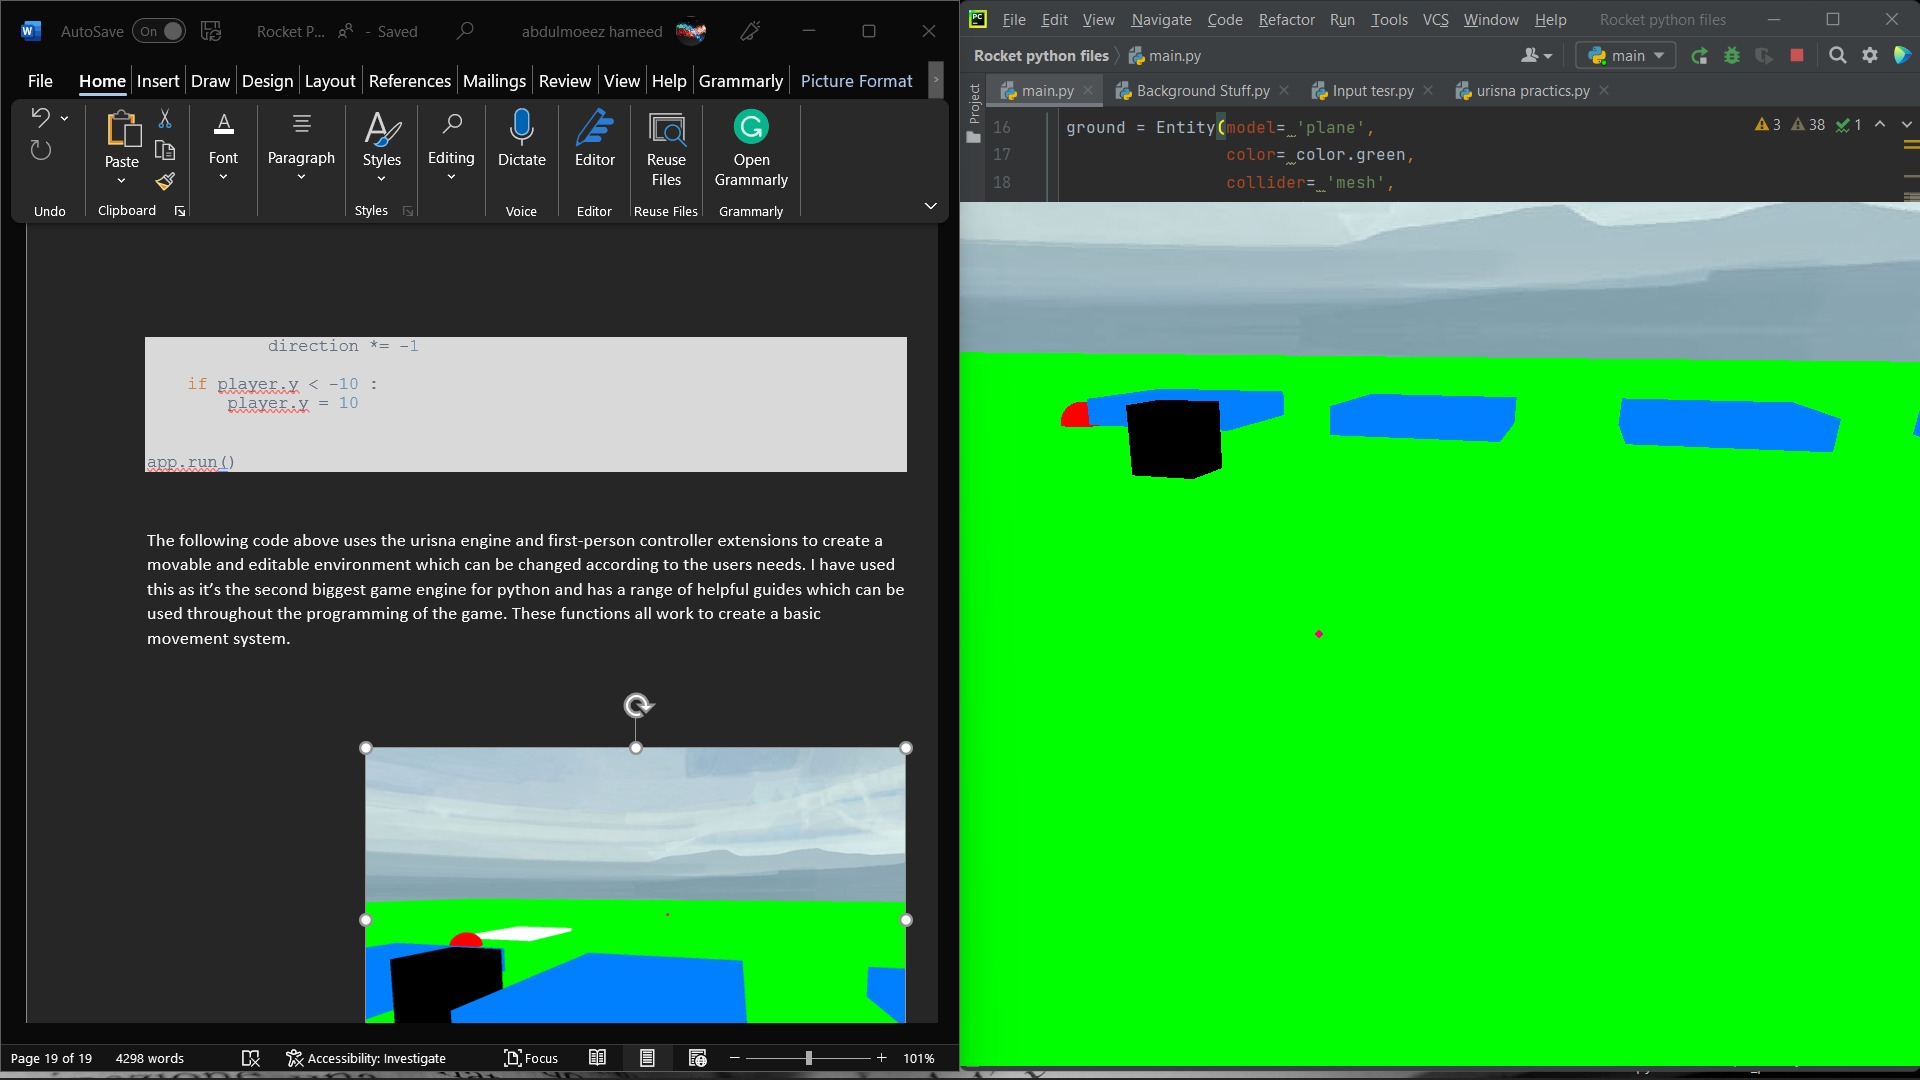 AutoSave On Rocket P... - Saved abdulmoeez hameed
File Home Insert Draw Design Layout References Mailings Review View Help Grammarly Picture Format
Paste Font Paragraph Styles Editing Dictate Editor Reuse Files Open Grammarly
Undo Clipboard Styles Voice Editor Reuse Files Grammarly
direction *= -1
if player.y < -10 :
player.y = 10
app.run()
The following code above uses the urisna engine and first-person controller extensions to create a
movable and editable environment which can be changed according to the users needs. I have used
this as it’s the second biggest game engine for python and has a range of helpful guides which can be
used throughout the programming of the game. These functions all work to create a basic
movement system.
Page 19 of 19 4298 words Accessibility: Investigate Focus 101%
PC File Edit View Navigate Code Refactor Run Tools VCS Window Help Rocket python files
Rocket python files main.py main
Project
main.py Background Stuff.py Input tesr.py urisna practics.py
16 ground = Entity(model= 'plane', 3 38 1
17 color= color.green,
18 collider= 'mesh',